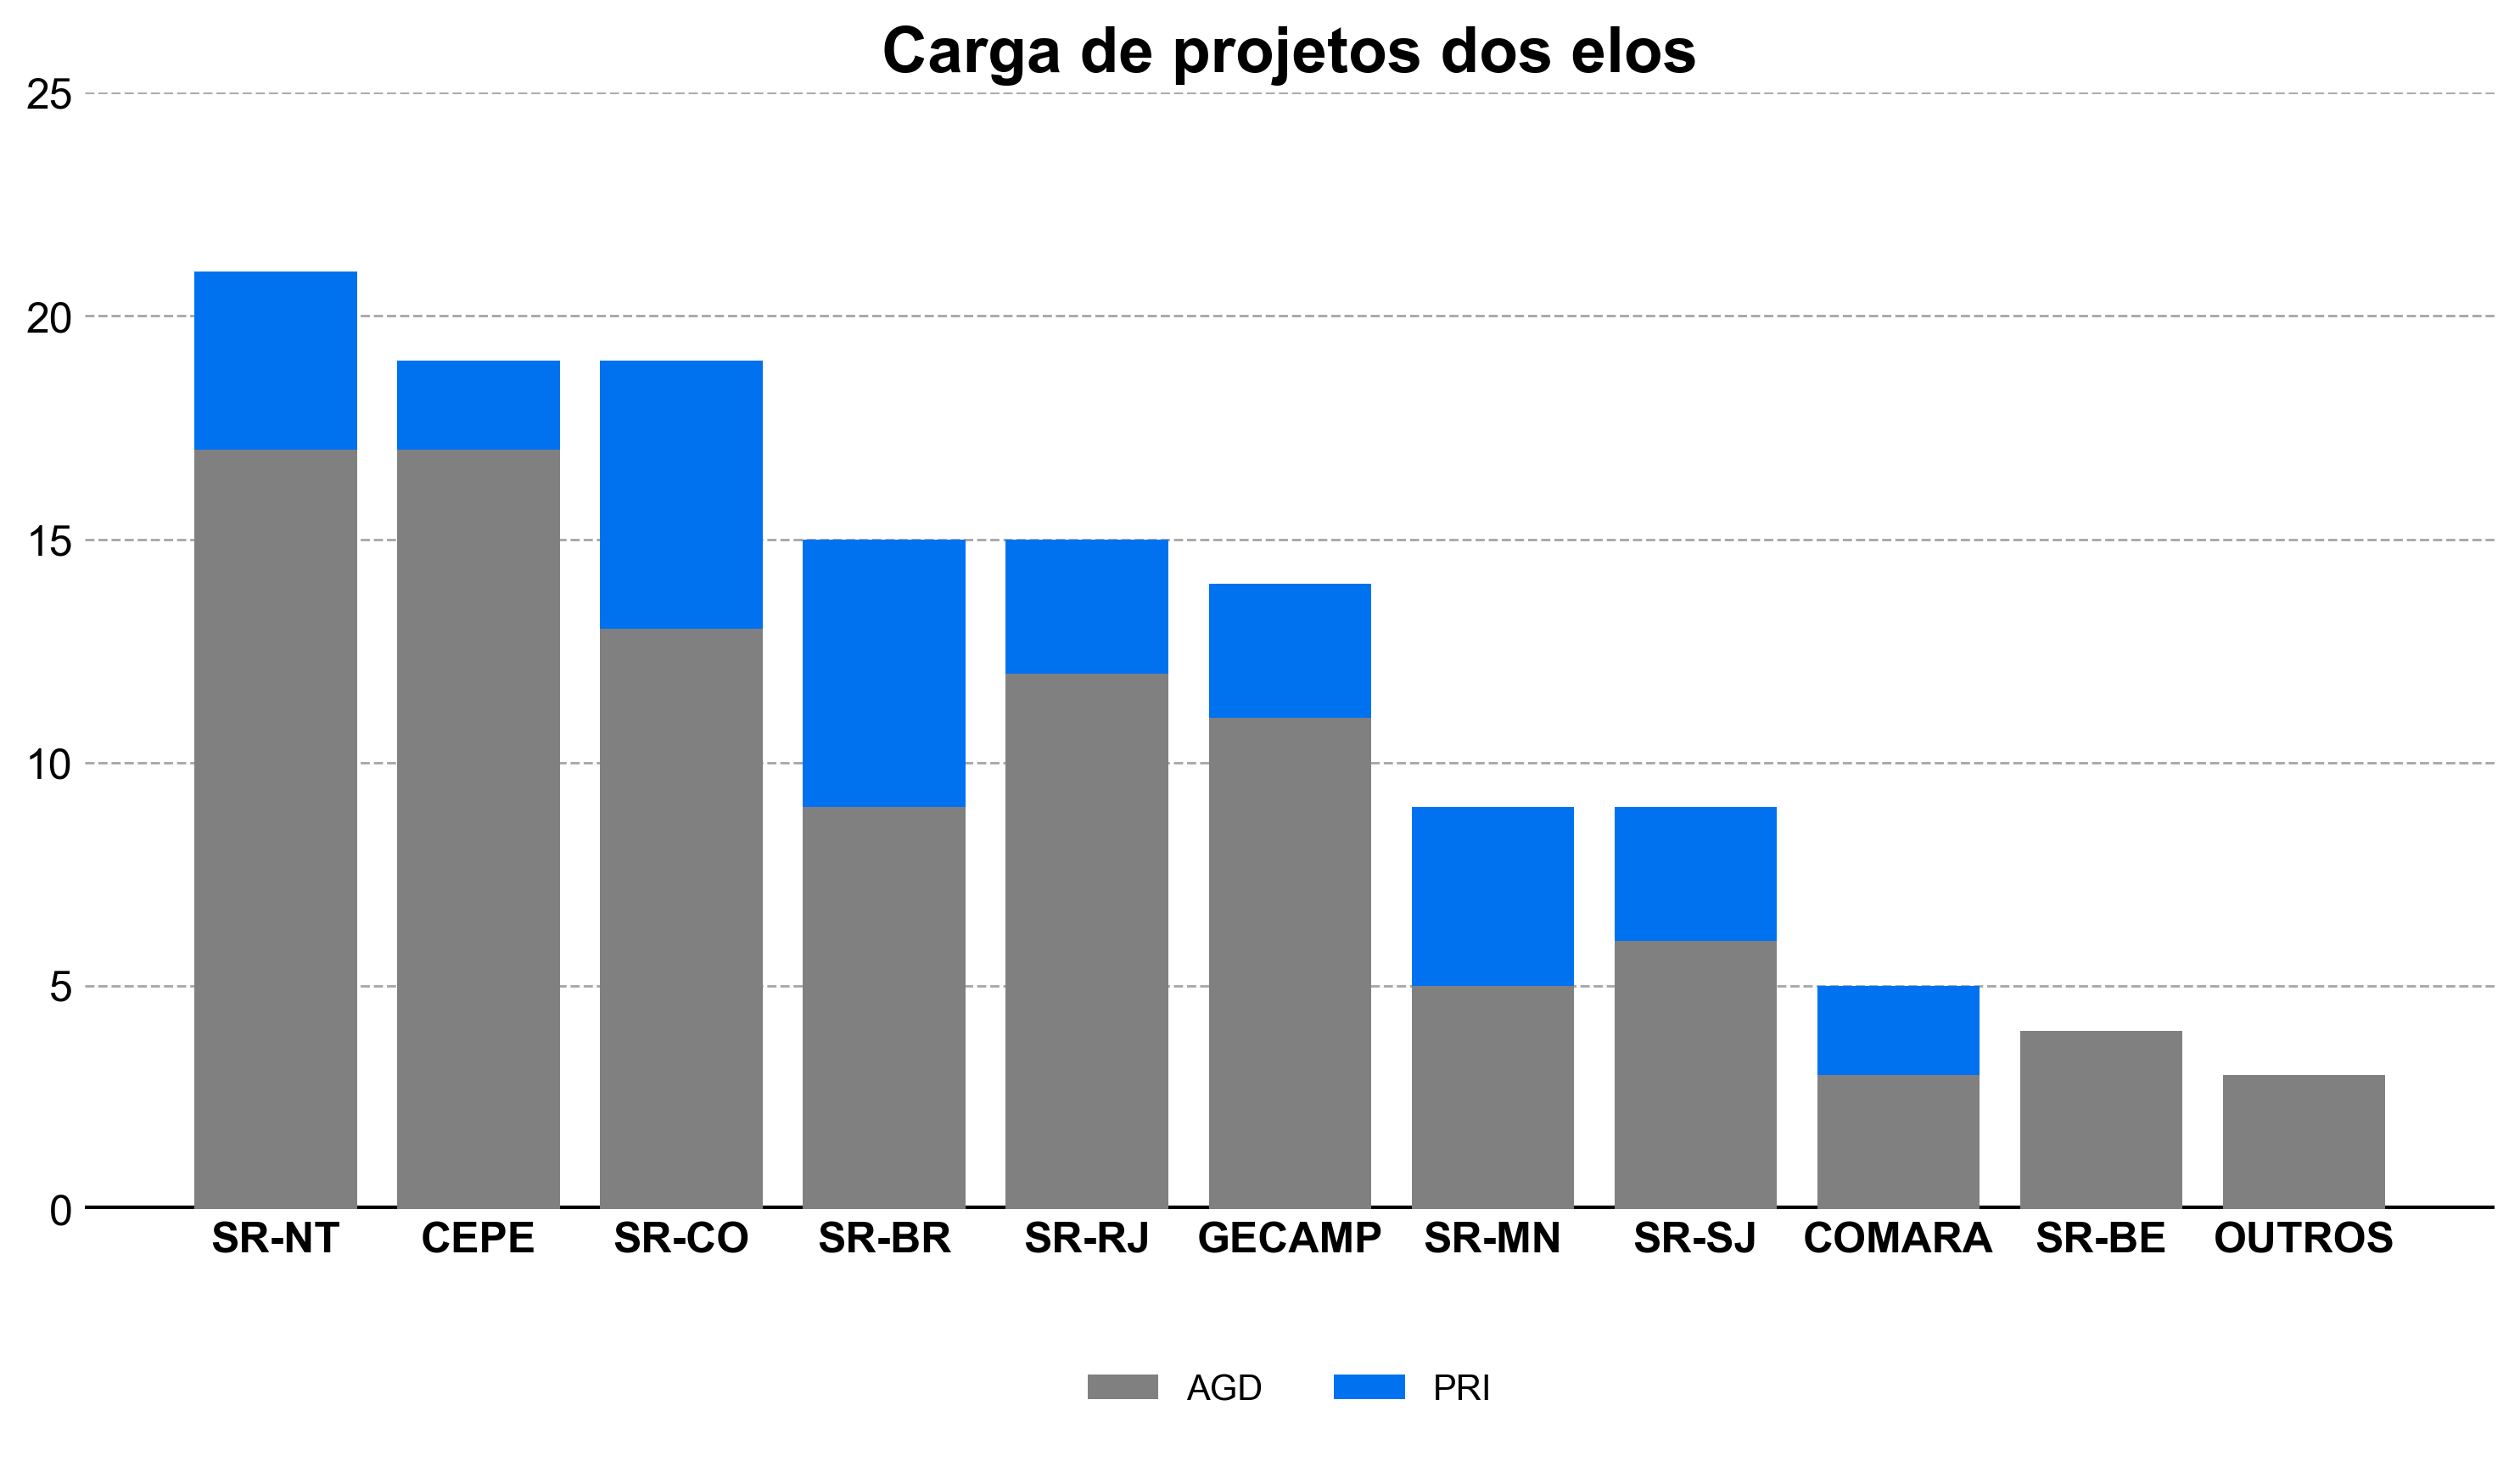 Carga de projetos dos elos
25
20
15
10
5
0
SR-NT CEPE SR-CO SR-BR SR-RJ GECAMP SR-MN SR-SJ COMARA SR-BE OUTROS
AGD PRI